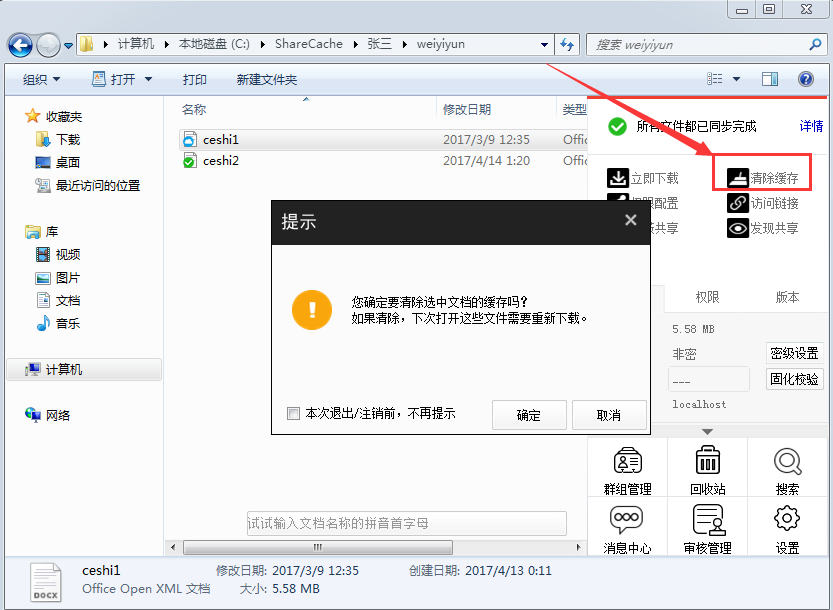 计算机 本地磁盘 (C:) ShareCache 张三 weiyiyun
搜索 weiyiyun
组织 打开 打印 新建文件夹
收藏夹
下载
桌面
最近访问的位置
库
视频
图片
文档
音乐
计算机
网络
名称 修改日期 类型
ceshi1 2017/3/9 12:35 Offic
ceshi2 2017/4/14 1:20 Offic
所有文件都已同步完成 详情
立即下载 清除缓存
权限配置 访问链接
共享 发现共享
提示
您确定要清除选中文档的缓存吗?
如果清除，下次打开这些文件需要重新下载。
本次退出/注销前，不再提示
确定 取消
权限 版本
5.58 MB
非密 密级设置
--- 固化校验
localhost
群组管理 回收站 搜索
消息中心 审核管理 设置
试试输入文档名称的拼音首字母
DOCX
ceshi1 修改日期: 2017/3/9 12:35 创建日期: 2017/4/13 0:11
Office Open XML 文档 大小: 5.58 MB